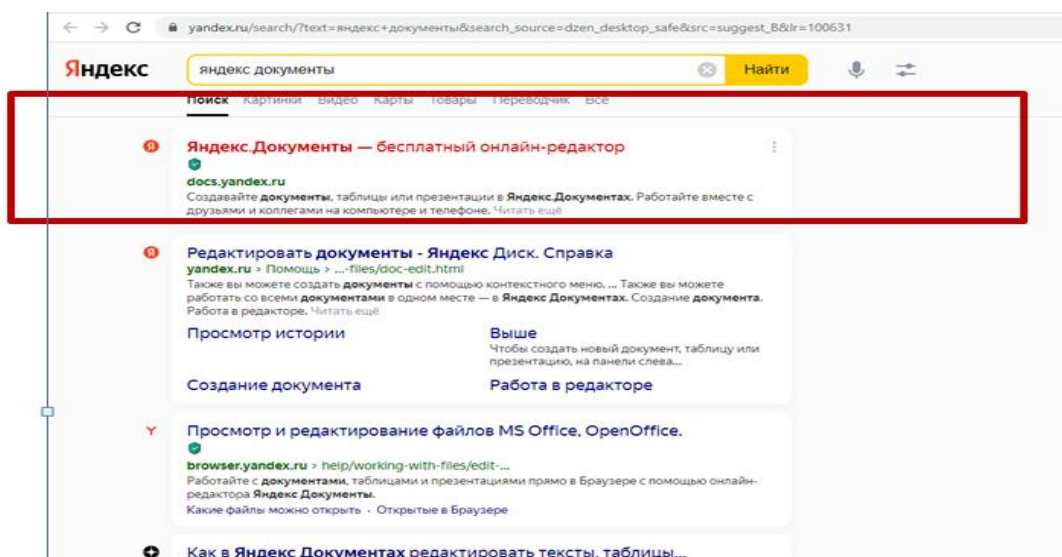 yandex.ru/search/?text=яндекс+документы&search_source=dzen_desktop_safe&src=suggest_B&lr=100631
Яндекс
яндекс документы
Найти
Поиск Картинки Видео Карты Товары Переводчик Все
Яндекс.Документы — бесплатный онлайн-редактор
docs.yandex.ru
Создавайте документы, таблицы или презентации в Яндекс.Документах. Работайте вместе с
друзьями и коллегами на компьютере и телефоне. Читать ещё
Редактировать документы - Яндекс Диск. Справка
yandex.ru › Помощь › ...-files/doc-edit.html
Также вы можете создать документы с помощью контекстного меню. ... Также вы можете
работать со всеми документами в одном месте — в Яндекс Документах. Создание документа.
Работа в редакторе. Читать ещё
Просмотр истории
Выше
Чтобы создать новый документ, таблицу или
презентацию, на панели слева...
Создание документа
Работа в редакторе
Просмотр и редактирование файлов MS Office, OpenOffice.
browser.yandex.ru › help/working-with-files/edit-...
Работайте с документами, таблицами и презентациями прямо в Браузере с помощью онлайн-
редактора Яндекс Документы.
Какие файлы можно открыть · Открытые в Браузере
Как в Яндекс Документах редактировать тексты, таблицы...